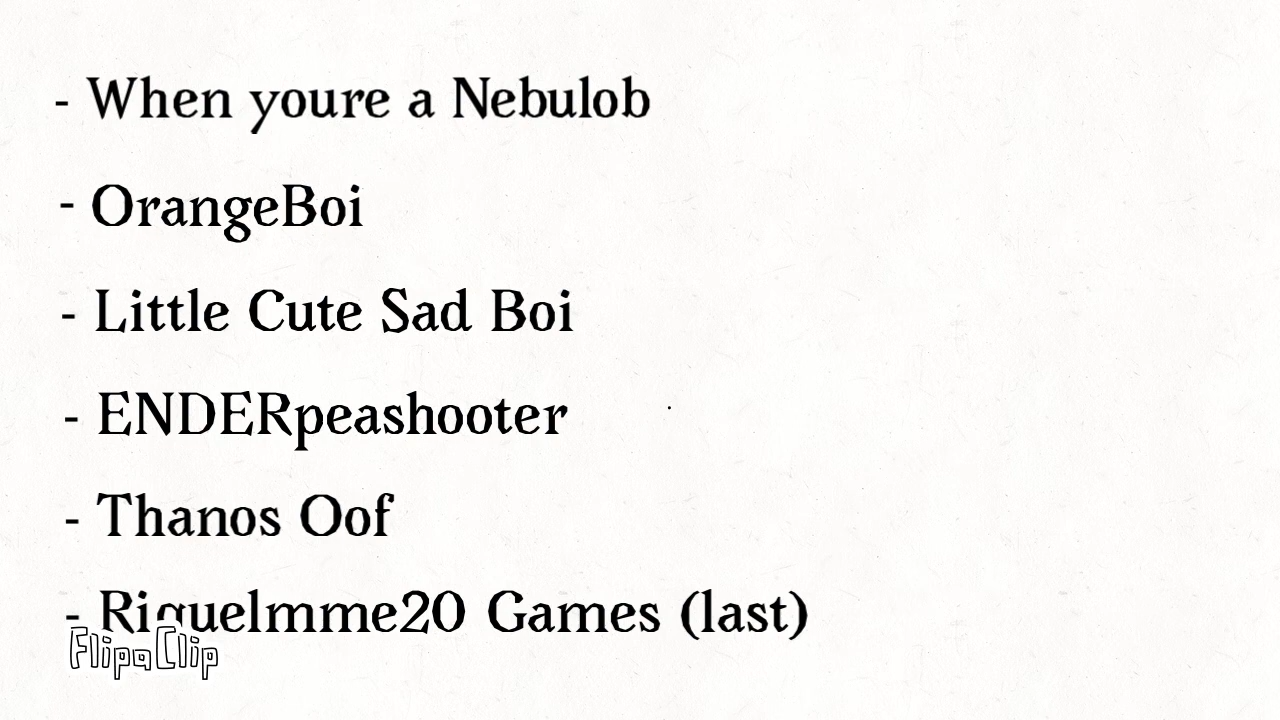 - When youre a Nebulob
- OrangeBoi
- Little Cute Sad Boi
- ENDERpeashooter
- Thanos Oof
- Riquelmme20 Games (last)
FlipaClip